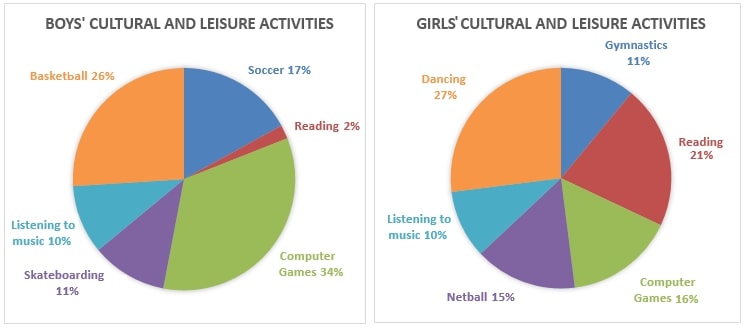 BOYS' CULTURAL AND LEISURE ACTIVITIES
Basketball 26%
Soccer 17%
Reading 2%
Listening to
music 10%
Skateboarding
11%
Computer
Games 34%
GIRLS' CULTURAL AND LEISURE ACTIVITIES
Gymnastics
11%
Dancing
27%
Reading
21%
Listening to
music 10%
Netball 15%
Computer
Games 16%